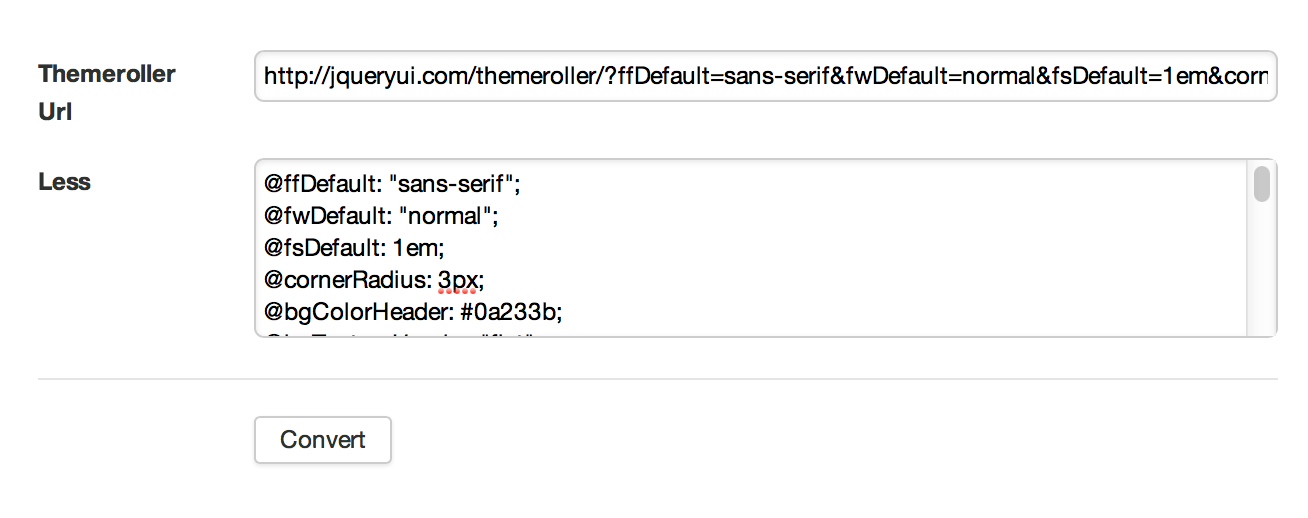 Themeroller
Url
http://jqueryui.com/themeroller/?ffDefault=sans-serif&fwDefault=normal&fsDefault=1em&corn
Less
@ffDefault: "sans-serif";
@fwDefault: "normal";
@fsDefault: 1em;
@cornerRadius: 3px;
@bgColorHeader: #0a233b;
Convert